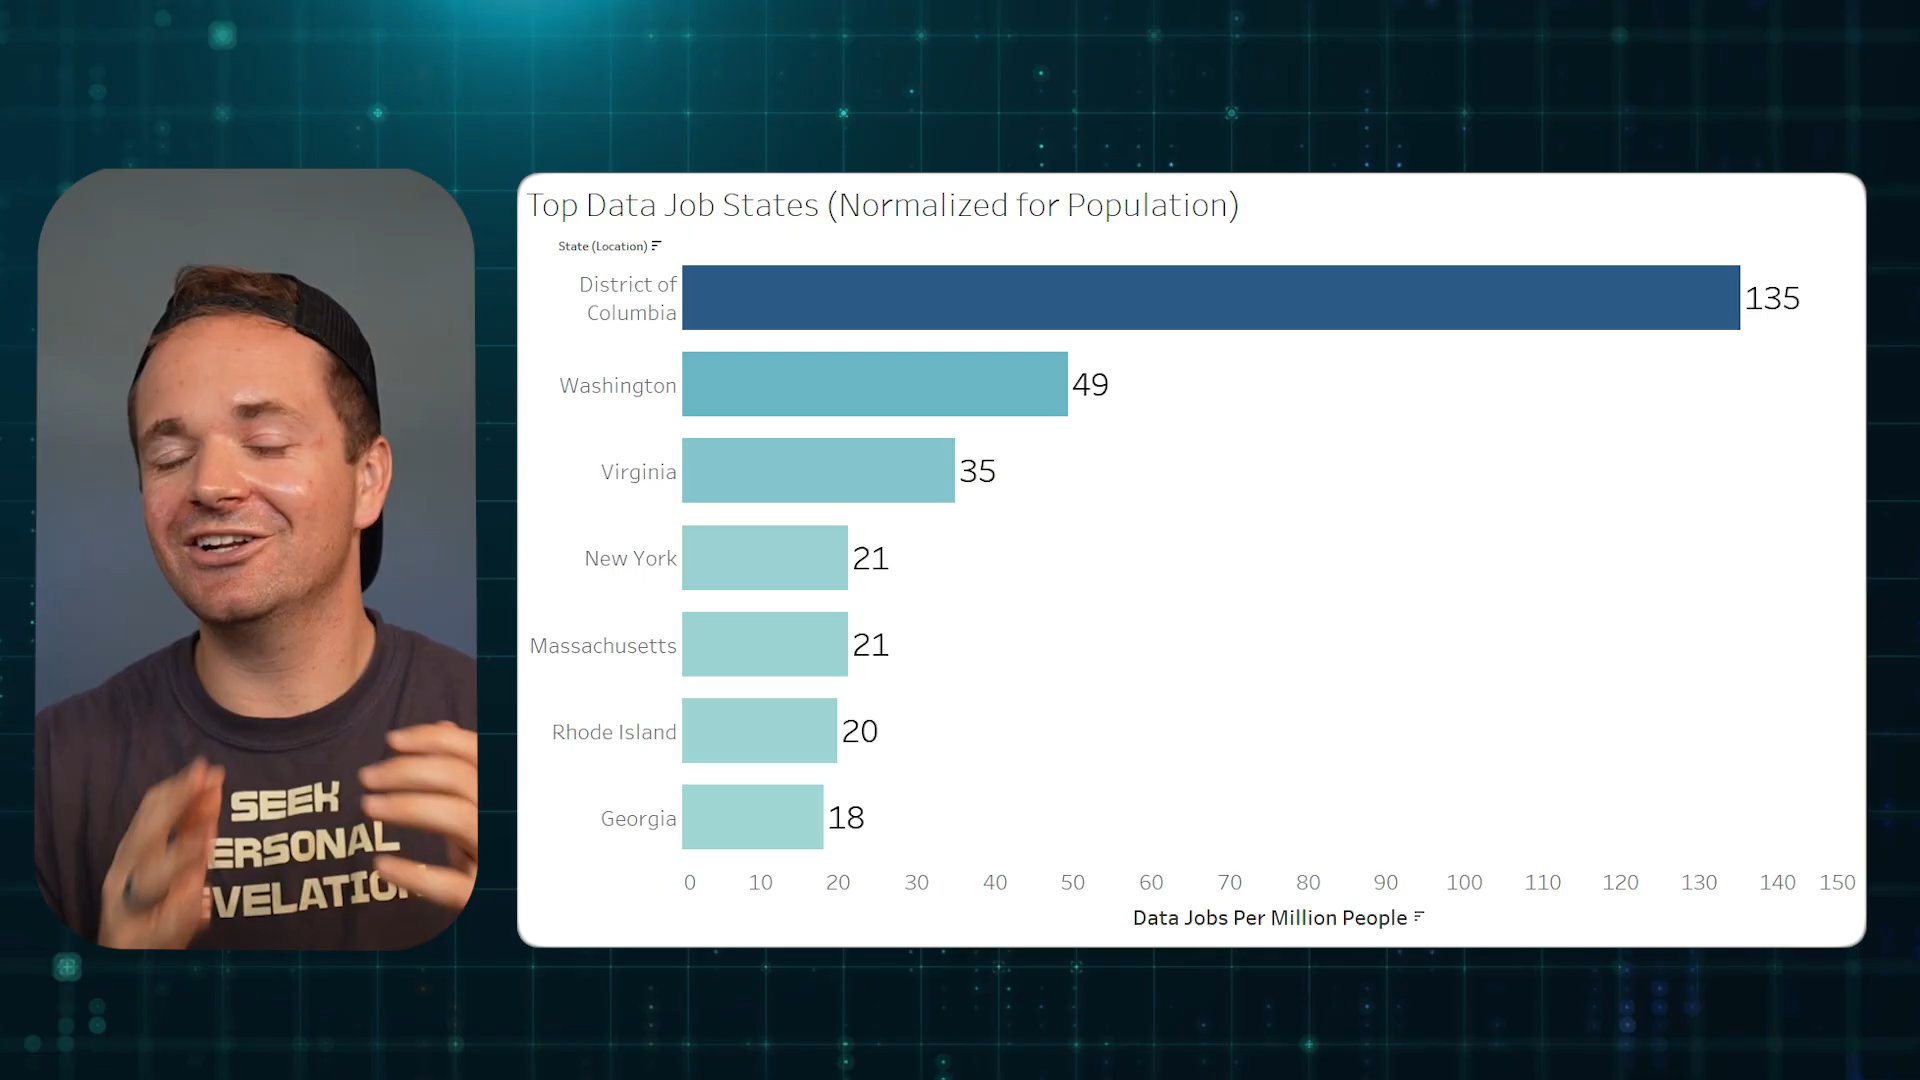 Top Data Job States (Normalized for Population)
State (Location)
District of
Columbia
135
Washington
49
Virginia
35
New York
21
Massachusetts
21
Rhode Island
20
Georgia
18
0 10 20 30 40 50 60 70 80 90 100 110 120 130 140 150
Data Jobs Per Million People
SEEK
ERSONAL
VELATIO